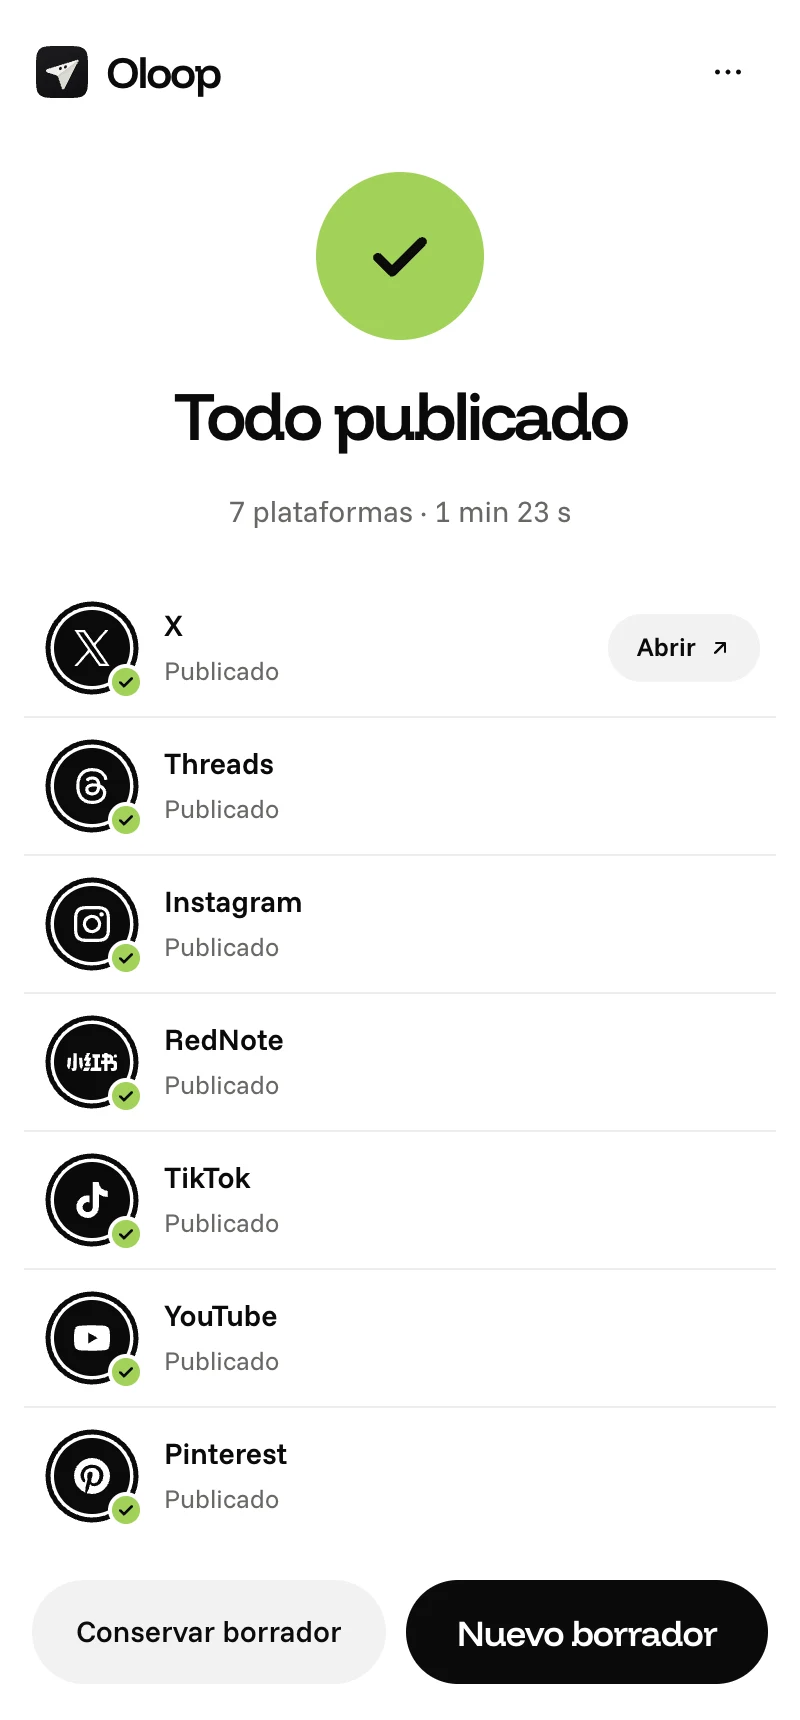 Oloop
Todo publicado
7 plataformas · 1 min 23 s
X
Publicado
Abrir
Threads
Publicado
Instagram
Publicado
小红书
RedNote
Publicado
TikTok
Publicado
YouTube
Publicado
Pinterest
Publicado
Conservar borrador
Nuevo borrador